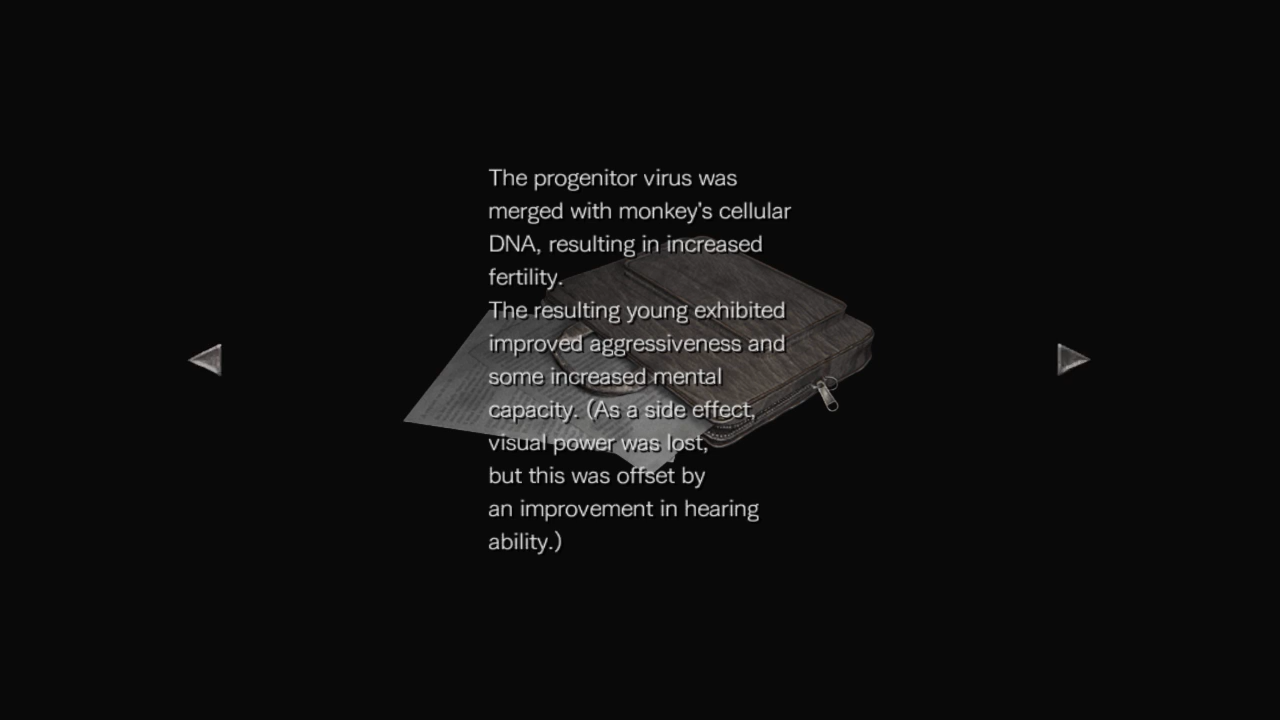 The progenitor virus was
merged with monkey's cellular
DNA, resulting in increased
fertility.
The resulting young exhibited
improved aggressiveness and
some increased mental
capacity. (As a side effect,
visual power was lost,
but this was offset by
an improvement in hearing
ability.)